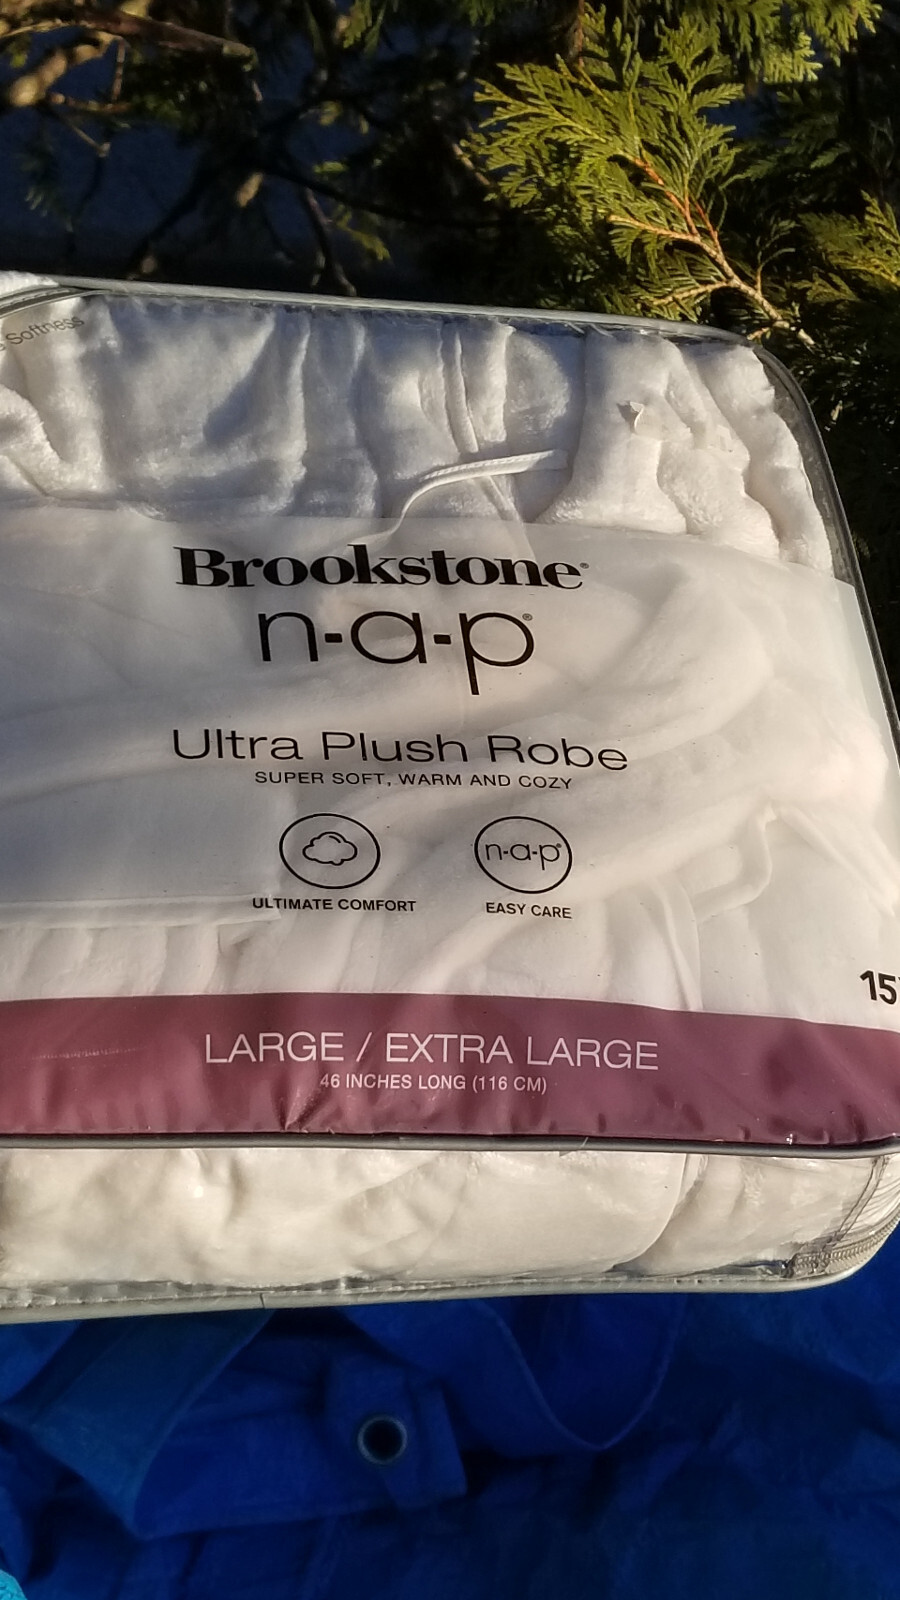 Softness
Brookstone®
n·a·p®
Ultra Plush Robe
SUPER SOFT, WARM AND COZY
n·a·p®
ULTIMATE COMFORT
EASY CARE
15
LARGE / EXTRA LARGE
46 INCHES LONG (116 CM)